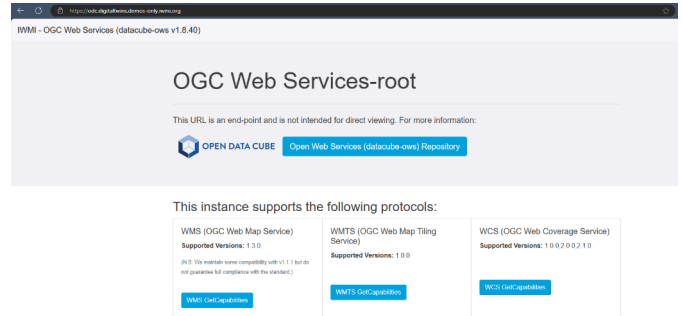 https://odc.digitaltwins.demos-only.iwmi.org
IWMI - OGC Web Services (datacube-ows v1.8.40)
OGC Web Services-root
This URL is an end-point and is not intended for direct viewing. For more information:
OPEN DATA CUBE
Open Web Services (datacube-ows) Repository
This instance supports the following protocols:
WMS (OGC Web Map Service)
Supported Versions: 1.3.0
(N.B. We maintain some compatibility with v1.1.1 but do
not guarantee full compliance with the standard.)
WMS GetCapabilities
WMTS (OGC Web Map Tiling
Service)
Supported Versions: 1.0.0
WMTS GetCapabilities
WCS (OGC Web Coverage Service)
Supported Versions: 1.0.0,2.0.0,2.1.0
WCS GetCapabilities